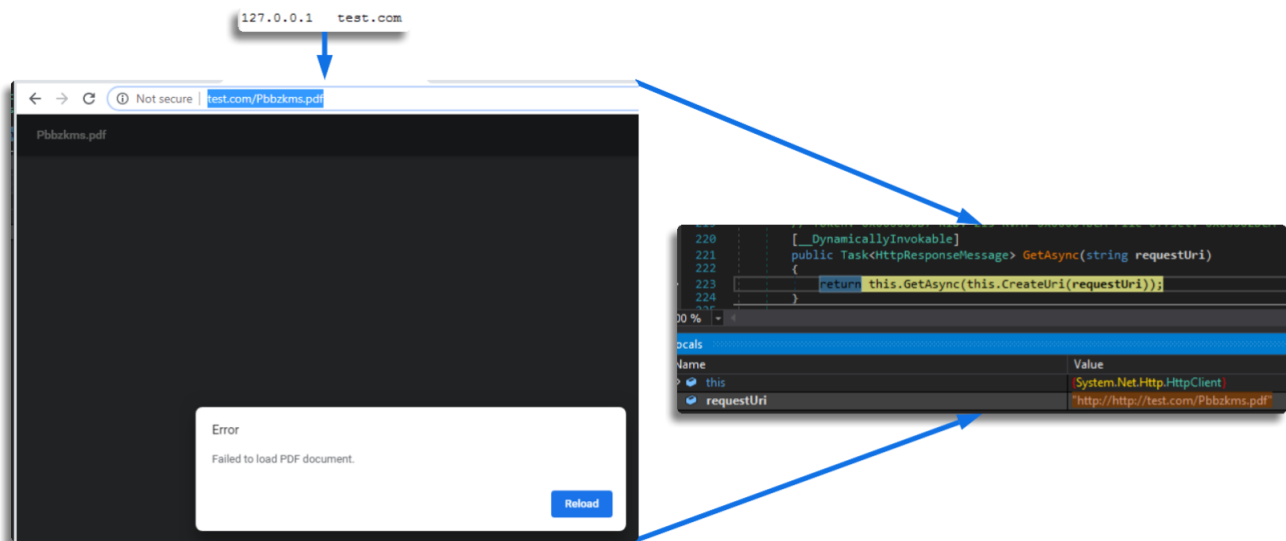 127.0.0.1 test.com
Not secure | test.com/Pbbzkms.pdf
Pbbzkms.pdf
Error
Failed to load PDF document.
Reload
220 [__DynamicallyInvokable]
221 public Task<HttpResponseMessage> GetAsync(string requestUri)
222 {
223 return this.GetAsync(this.CreateUri(requestUri));
224 }
00 %
ocals
Name Value
this {System.Net.Http.HttpClient}
requestUri "http://http://test.com/Pbbzkms.pdf"